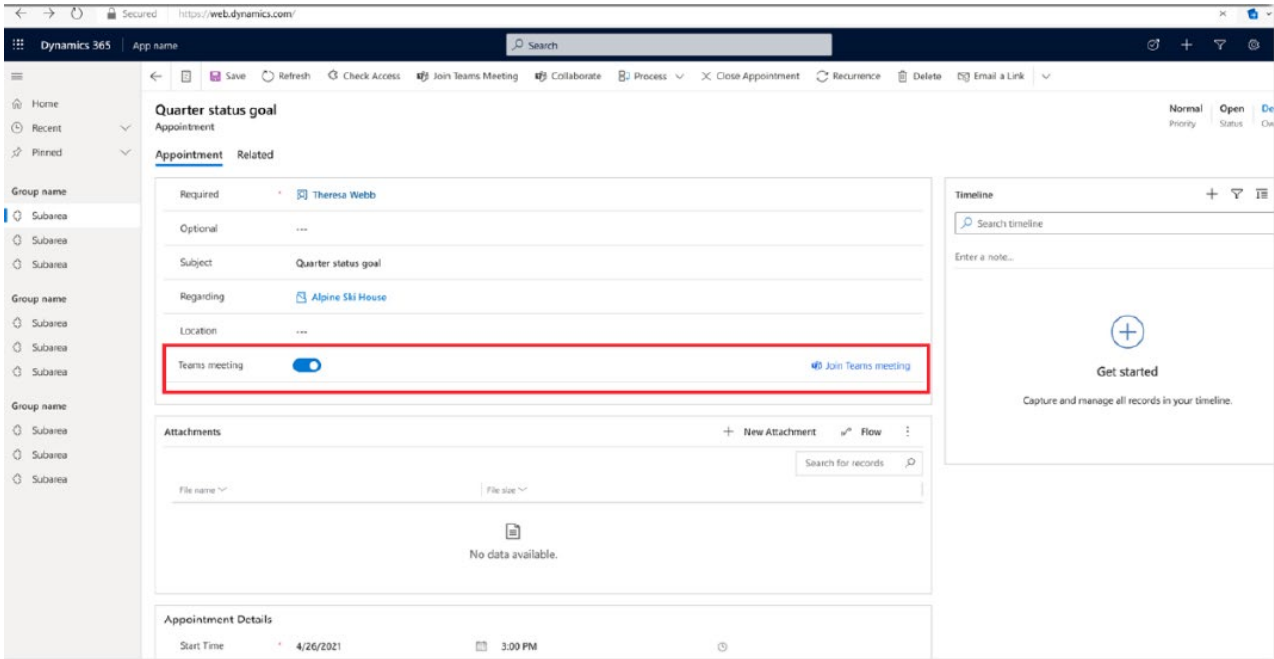 Secured https://web.dynamics.com/
Dynamics 365 App name Search
Save Refresh Check Access Join Teams Meeting Collaborate Process Close Appointment Recurrence Delete Email a Link
Home
Recent
Pinned
Group name
Subarea
Subarea
Subarea
Group name
Subarea
Subarea
Subarea
Group name
Subarea
Subarea
Subarea
Quarter status goal
Appointment
Normal
Priority
Open
Status
Appointment Related
Required * Theresa Webb
Optional ---
Subject Quarter status goal
Regarding Alpine Ski House
Location ---
Teams meeting Join Teams meeting
Attachments New Attachment Flow
Search for records
File name File size
No data available.
Appointment Details
Start Time * 4/26/2021 3:00 PM
Timeline
Search timeline
Enter a note...
Get started
Capture and manage all records in your timeline.